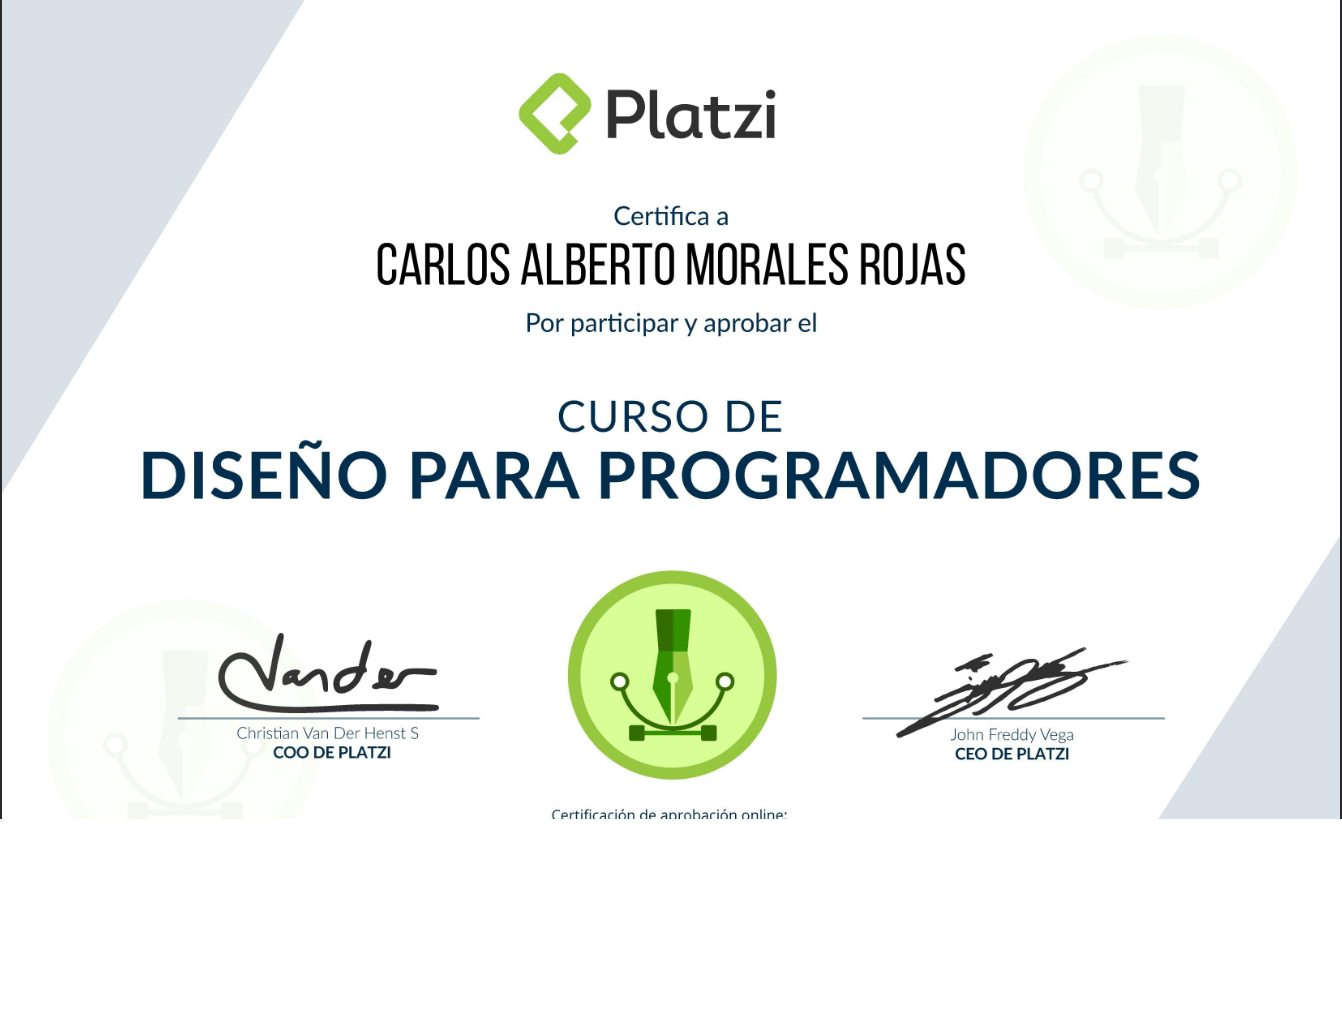 Platzi
Certifica a
CARLOS ALBERTO MORALES ROJAS
Por participar y aprobar el
CURSO DE
DISEÑO PARA PROGRAMADORES
Vander
Christian Van Der Henst S
COO DE PLATZI
John Freddy Vega
CEO DE PLATZI
Certificación de aprobación online: